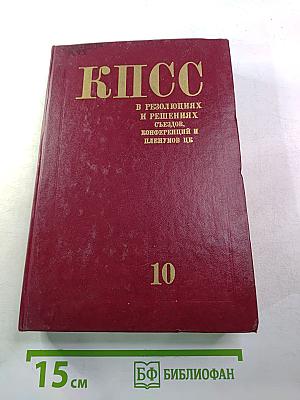 КПСС
В РЕЗОЛЮЦИЯХ
И РЕШЕНИЯХ
СЪЕЗДОВ,
КОНФЕРЕНЦИЙ И
ПЛЕНУМОВ ЦК
10
15 см
БФ БИБЛИОФАН